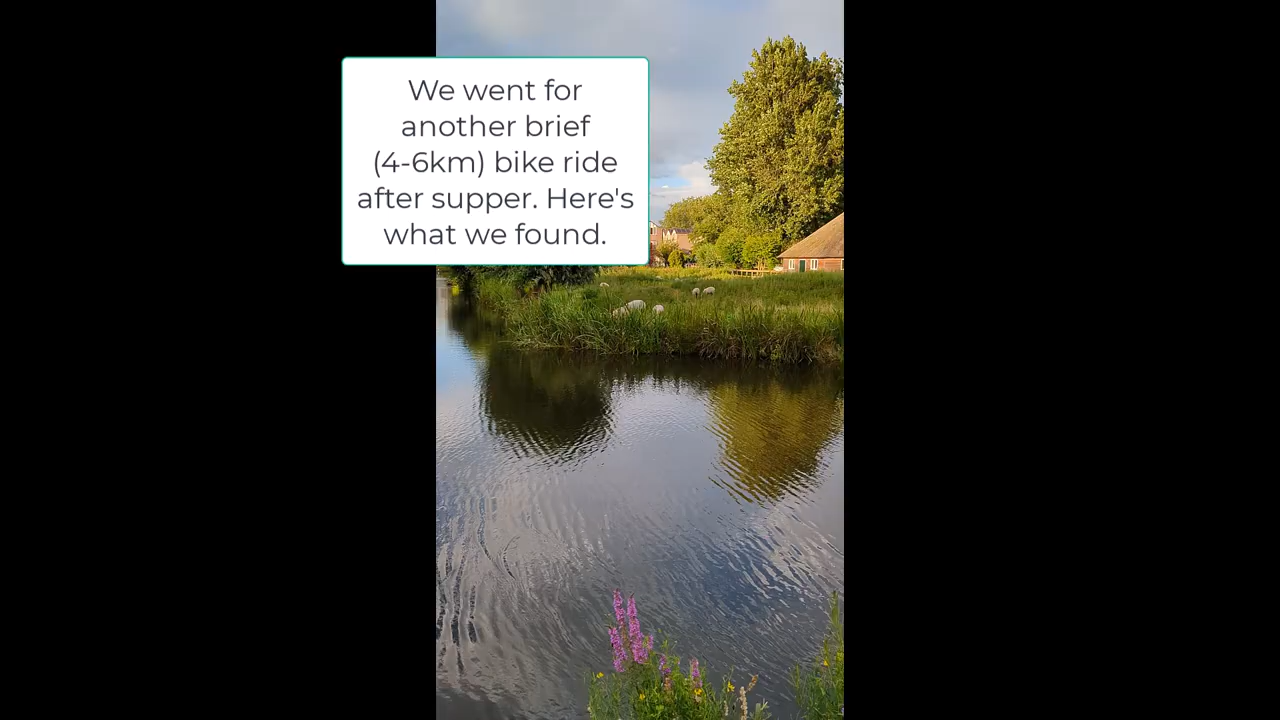 We went for
another brief
(4-6km) bike ride
after supper. Here's
what we found.